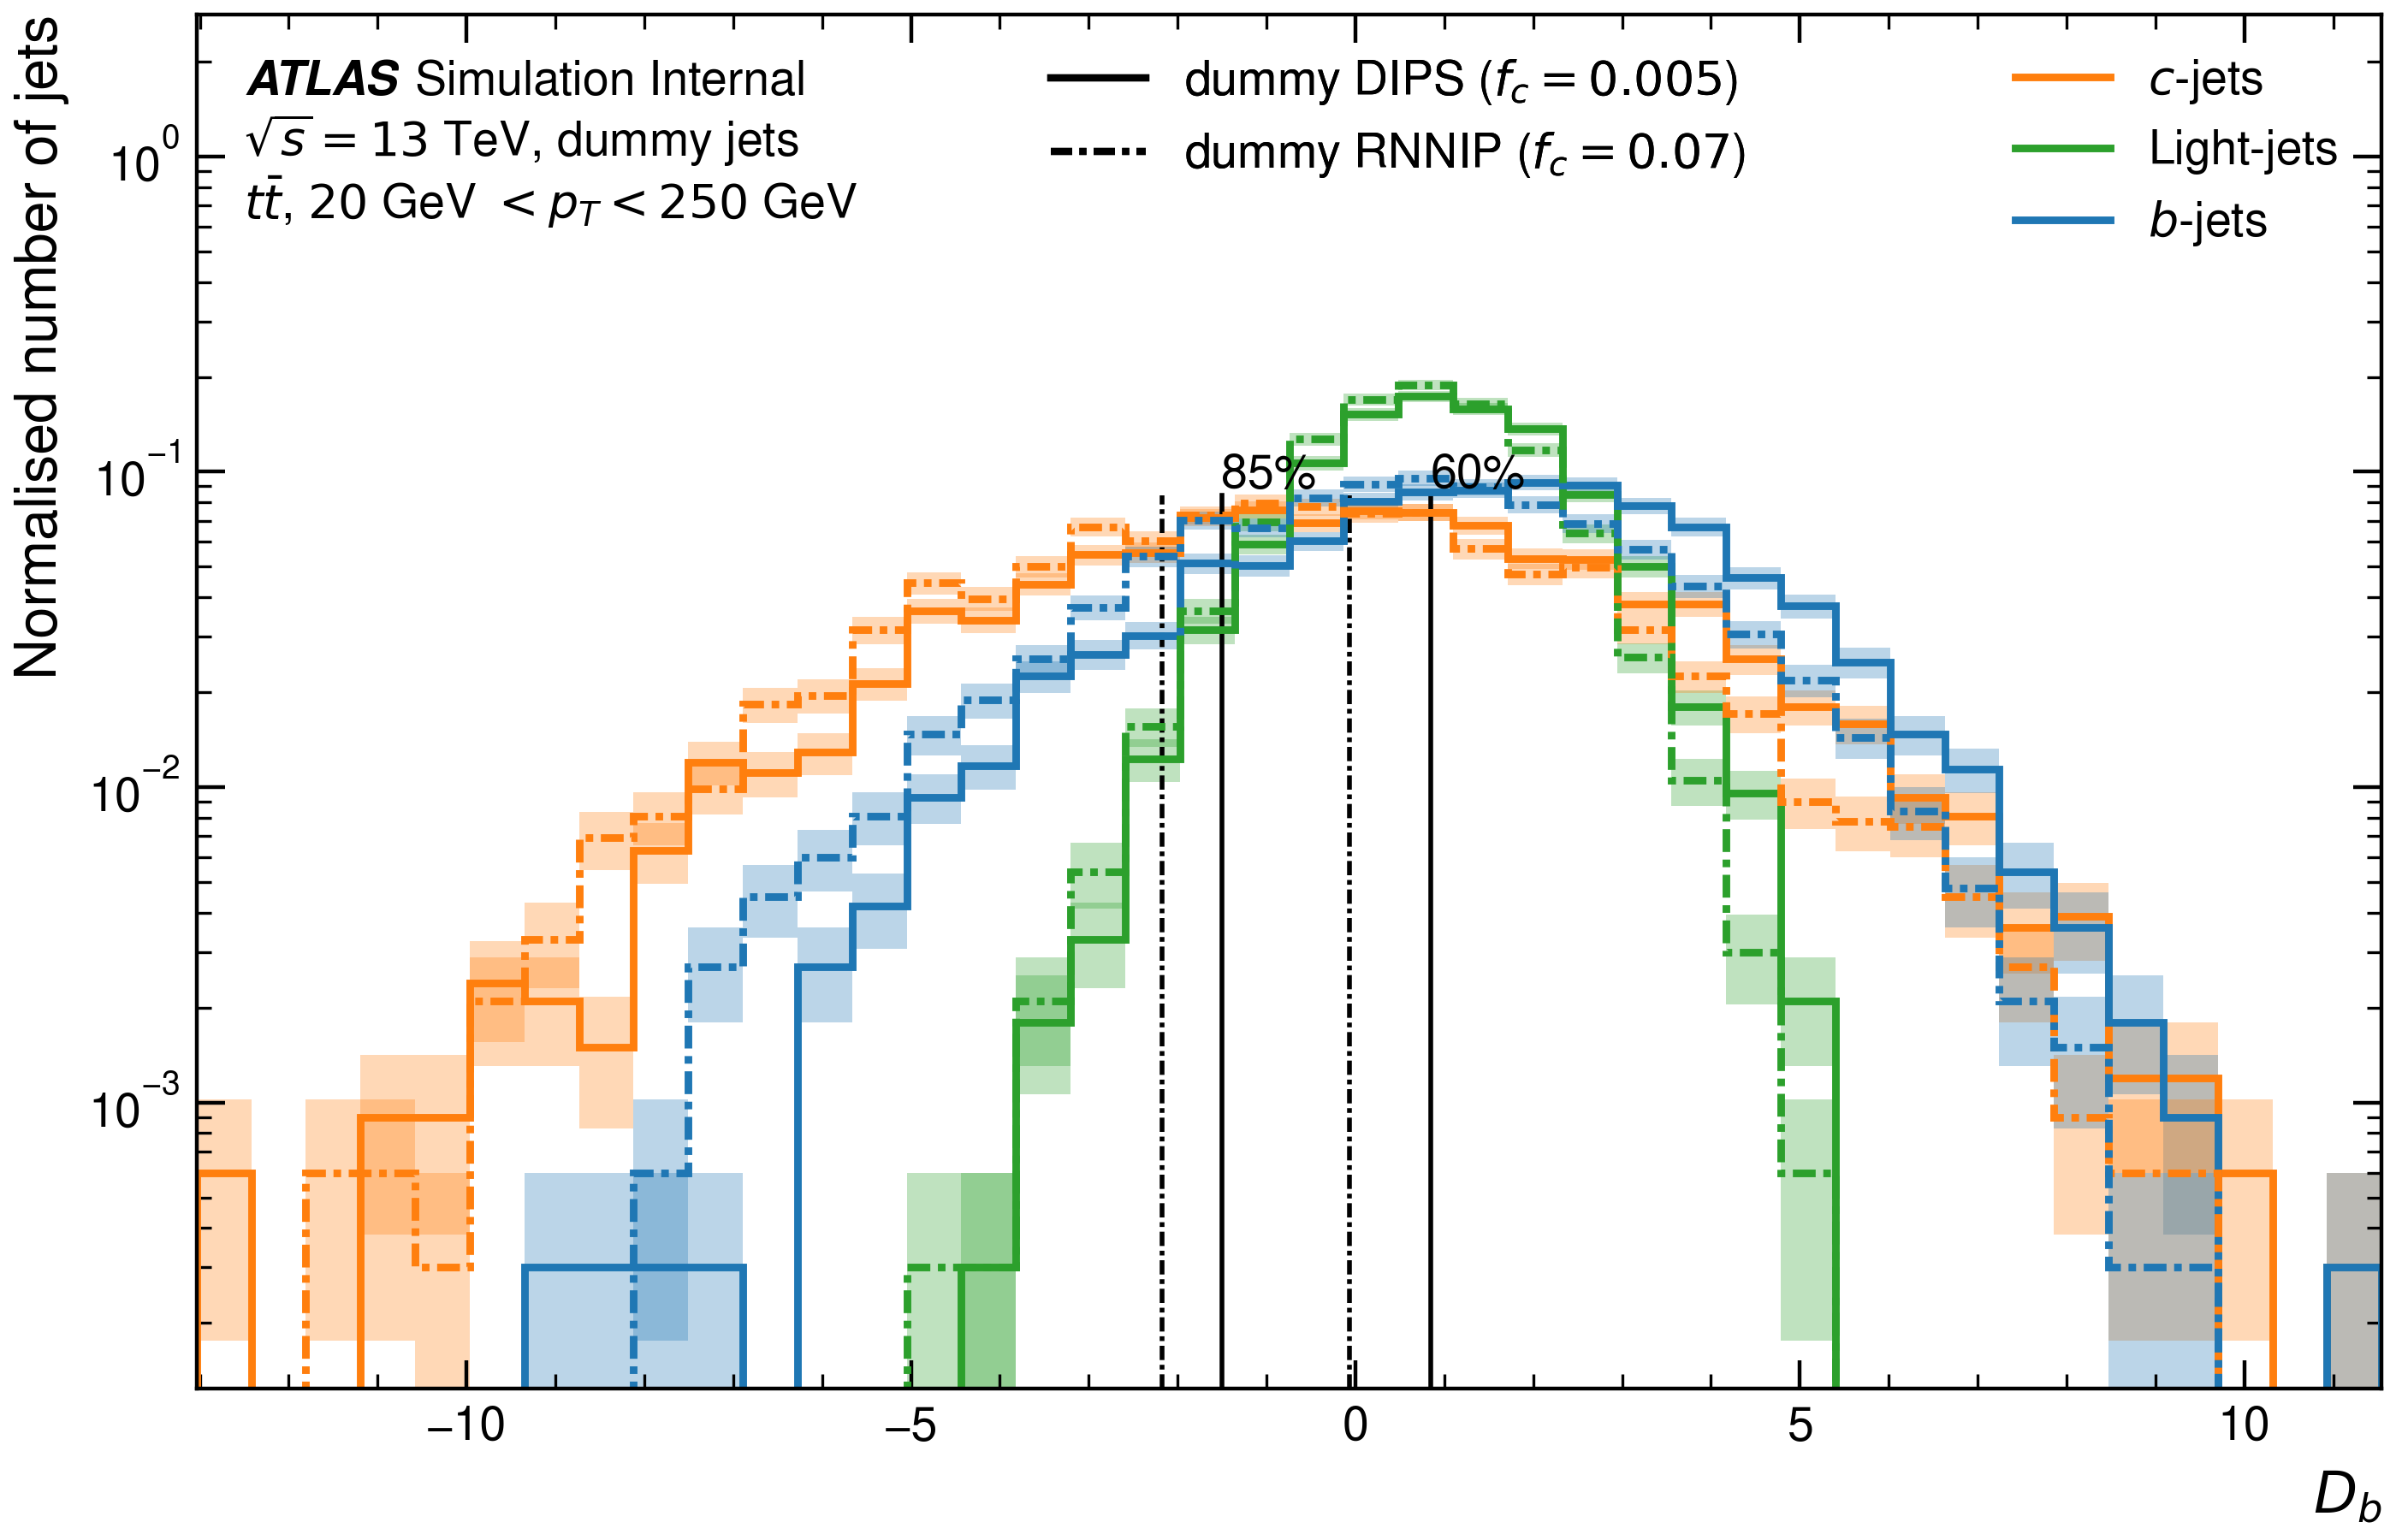 Normalised number of jets
ATLAS Simulation Internal
√s = 13 TeV, dummy jets
tt̄, 20 GeV < p_T < 250 GeV
dummy DIPS (f_c = 0.005)
dummy RNNIP (f_c = 0.07)
c-jets
Light-jets
b-jets
10^0
10^−1
10^−2
10^−3
85%
60%
−10
−5
0
5
10
D_b